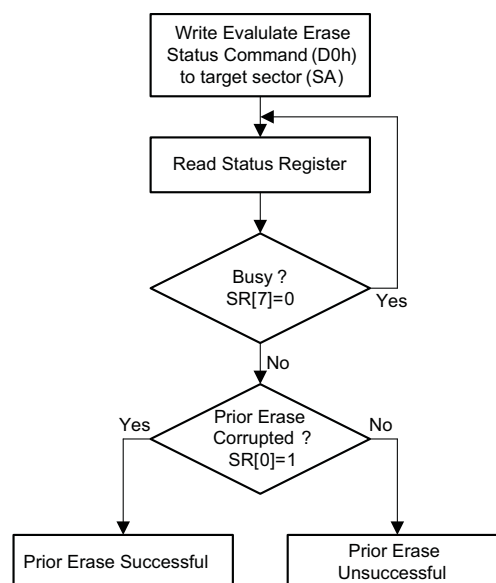 Write Evalulate Erase
Status Command (D0h)
to target sector (SA)
Read Status Register
Busy ?
SR[7]=0
Yes
No
Yes
Prior Erase
Corrupted ?
SR[0]=1
No
Prior Erase Successful
Prior Erase
Unsuccessful